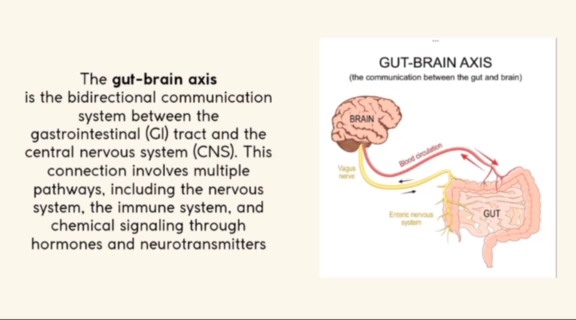 The gut-brain axis
is the bidirectional communication
system between the
gastrointestinal (GI) tract and the
central nervous system (CNS). This
connection involves multiple
pathways, including the nervous
system, the immune system, and
chemical signaling through
hormones and neurotransmitters
GUT-BRAIN AXIS
(the communication between the gut and brain)
BRAIN
Blood circulation
Vagus
nerve
Enteric nervous
system
GUT